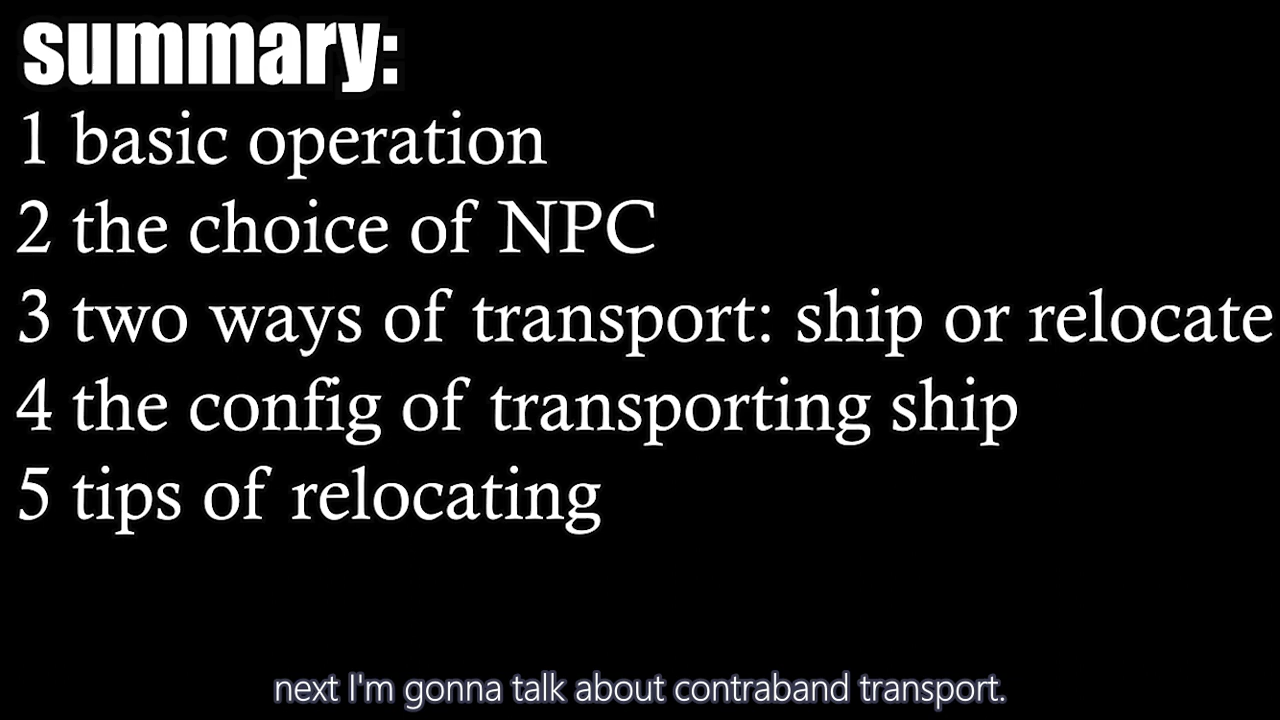 summary:
1 basic operation
2 the choice of NPC
3 two ways of transport: ship or relocate
4 the config of transporting ship
5 tips of relocating
next I'm gonna talk about contraband transport.